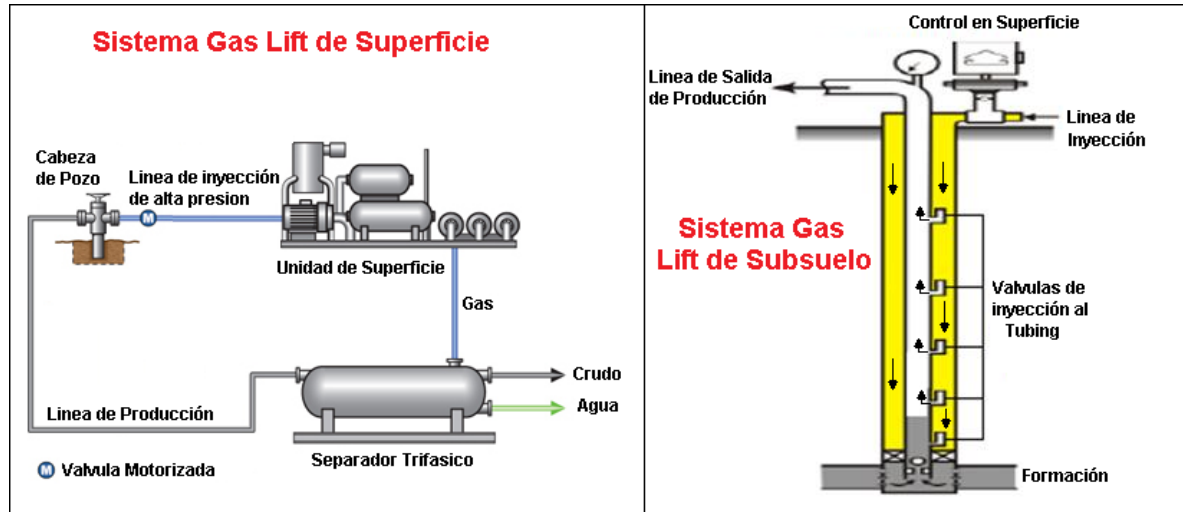 Sistema Gas Lift de Superficie
Cabeza
de Pozo
Linea de inyección
de alta presion
M
Unidad de Superficie
Gas
Crudo
Agua
Linea de Producción
Separador Trifasico
M Valvula Motorizada
Control en Superficie
Linea de Salida
de Producción
Linea de
Inyección
Sistema Gas
Lift de Subsuelo
Valvulas de
inyección al
Tubing
Formación